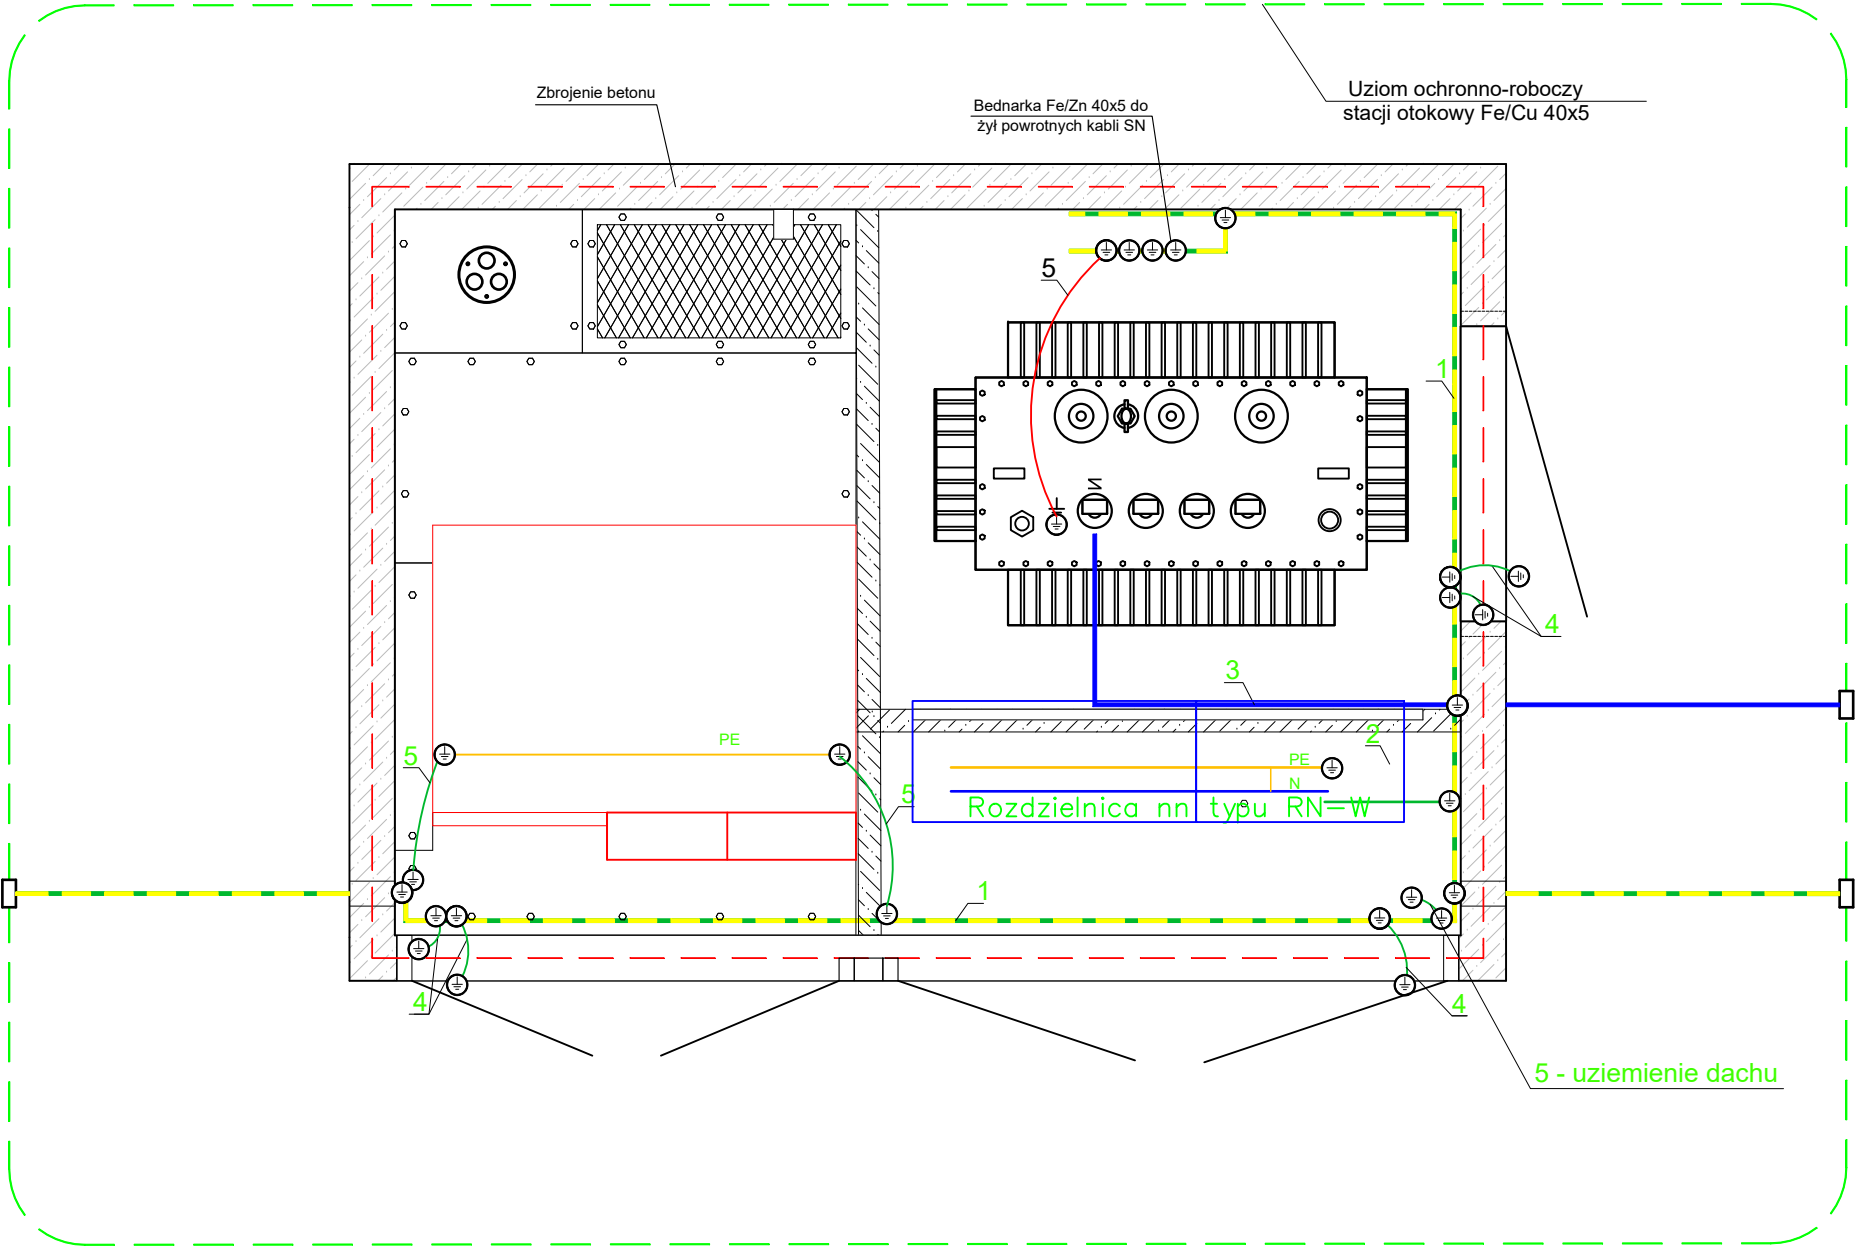 Uziom ochronno-roboczy
stacji otokowy Fe/Cu 40x5
Zbrojenie betonu
Bednarka Fe/Zn 40x5 do
żył powrotnych kabli SN
5
1
N
4
3
2
PE
PE
5
N
5
Rozdzielnica nn typu RN-W
1
4
4
5 - uziemienie dachu